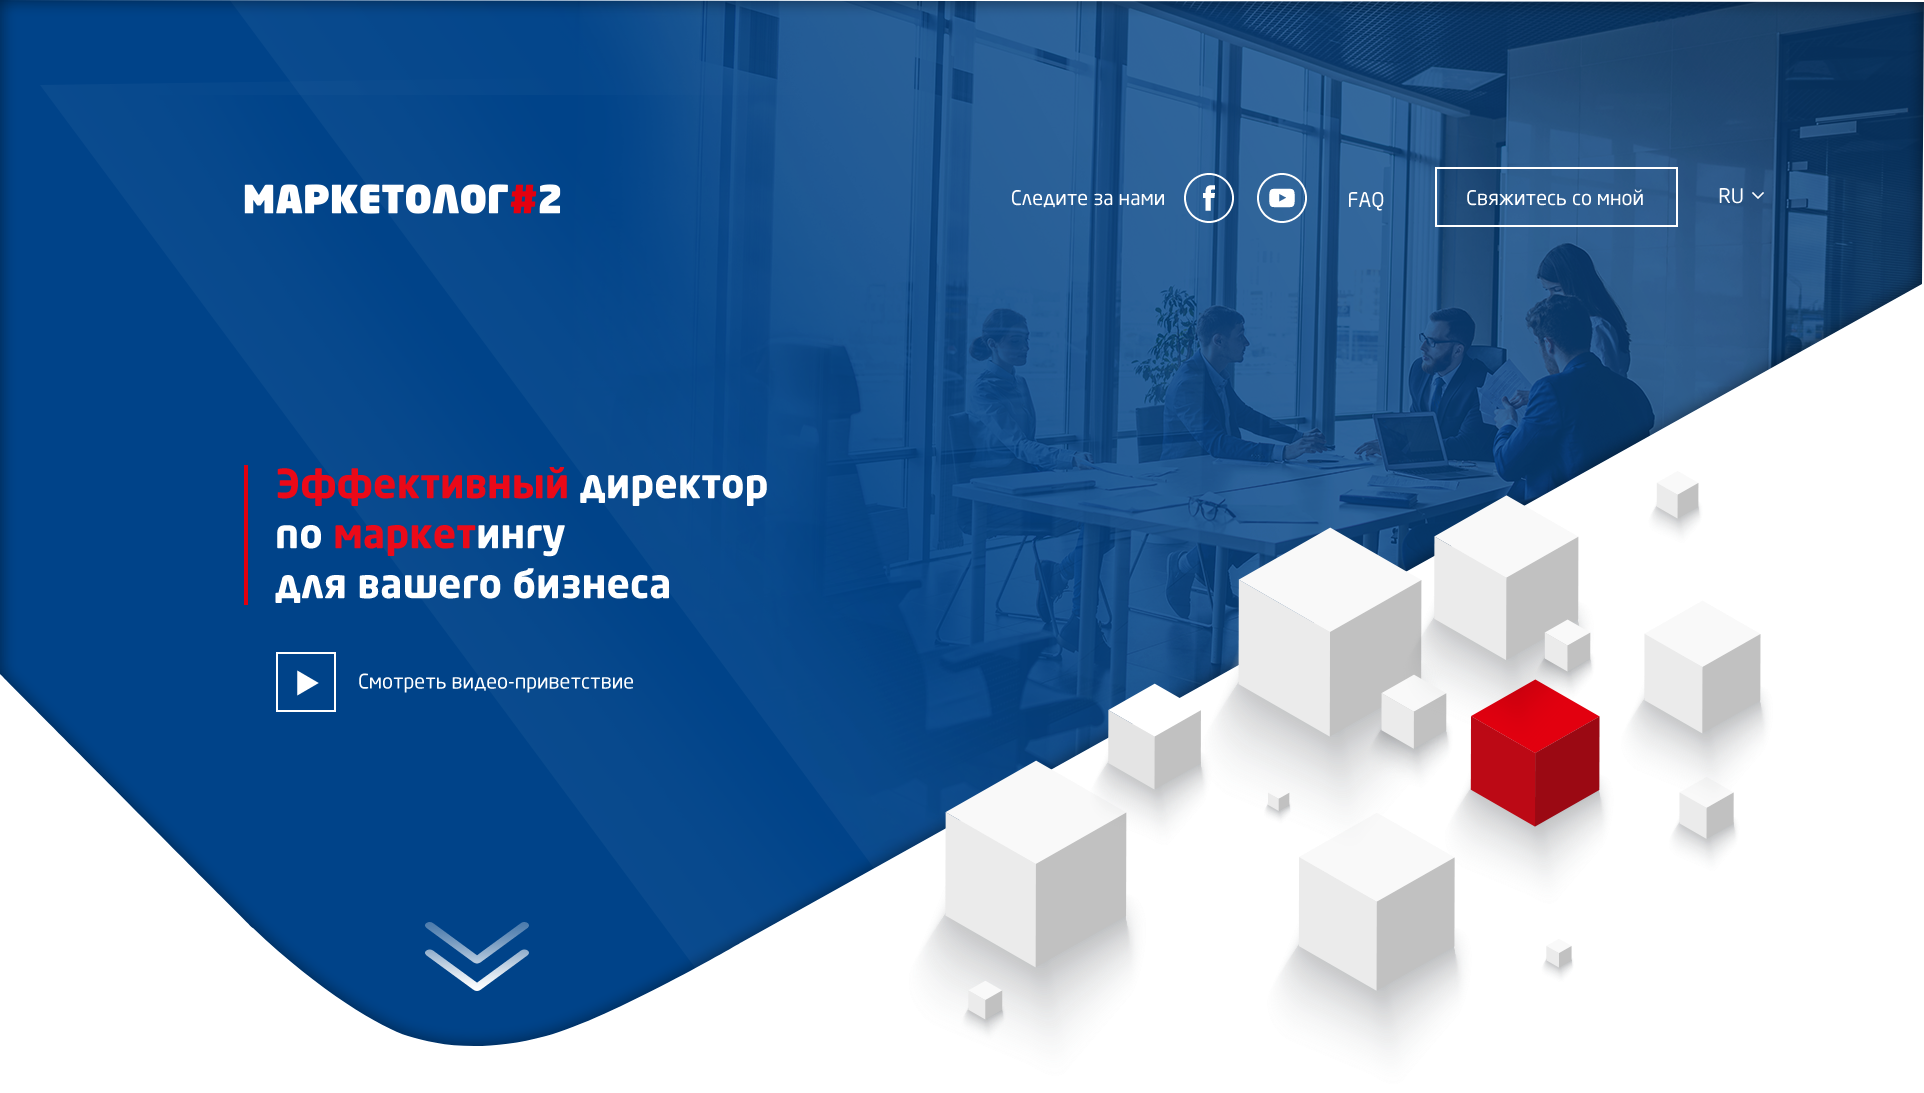 МАРКЕТОЛОГ#2
Следите за нами
FAQ
Свяжитесь со мной
RU
Эффективный директор
по маркетингу
для вашего бизнеса
Смотреть видео-приветствие